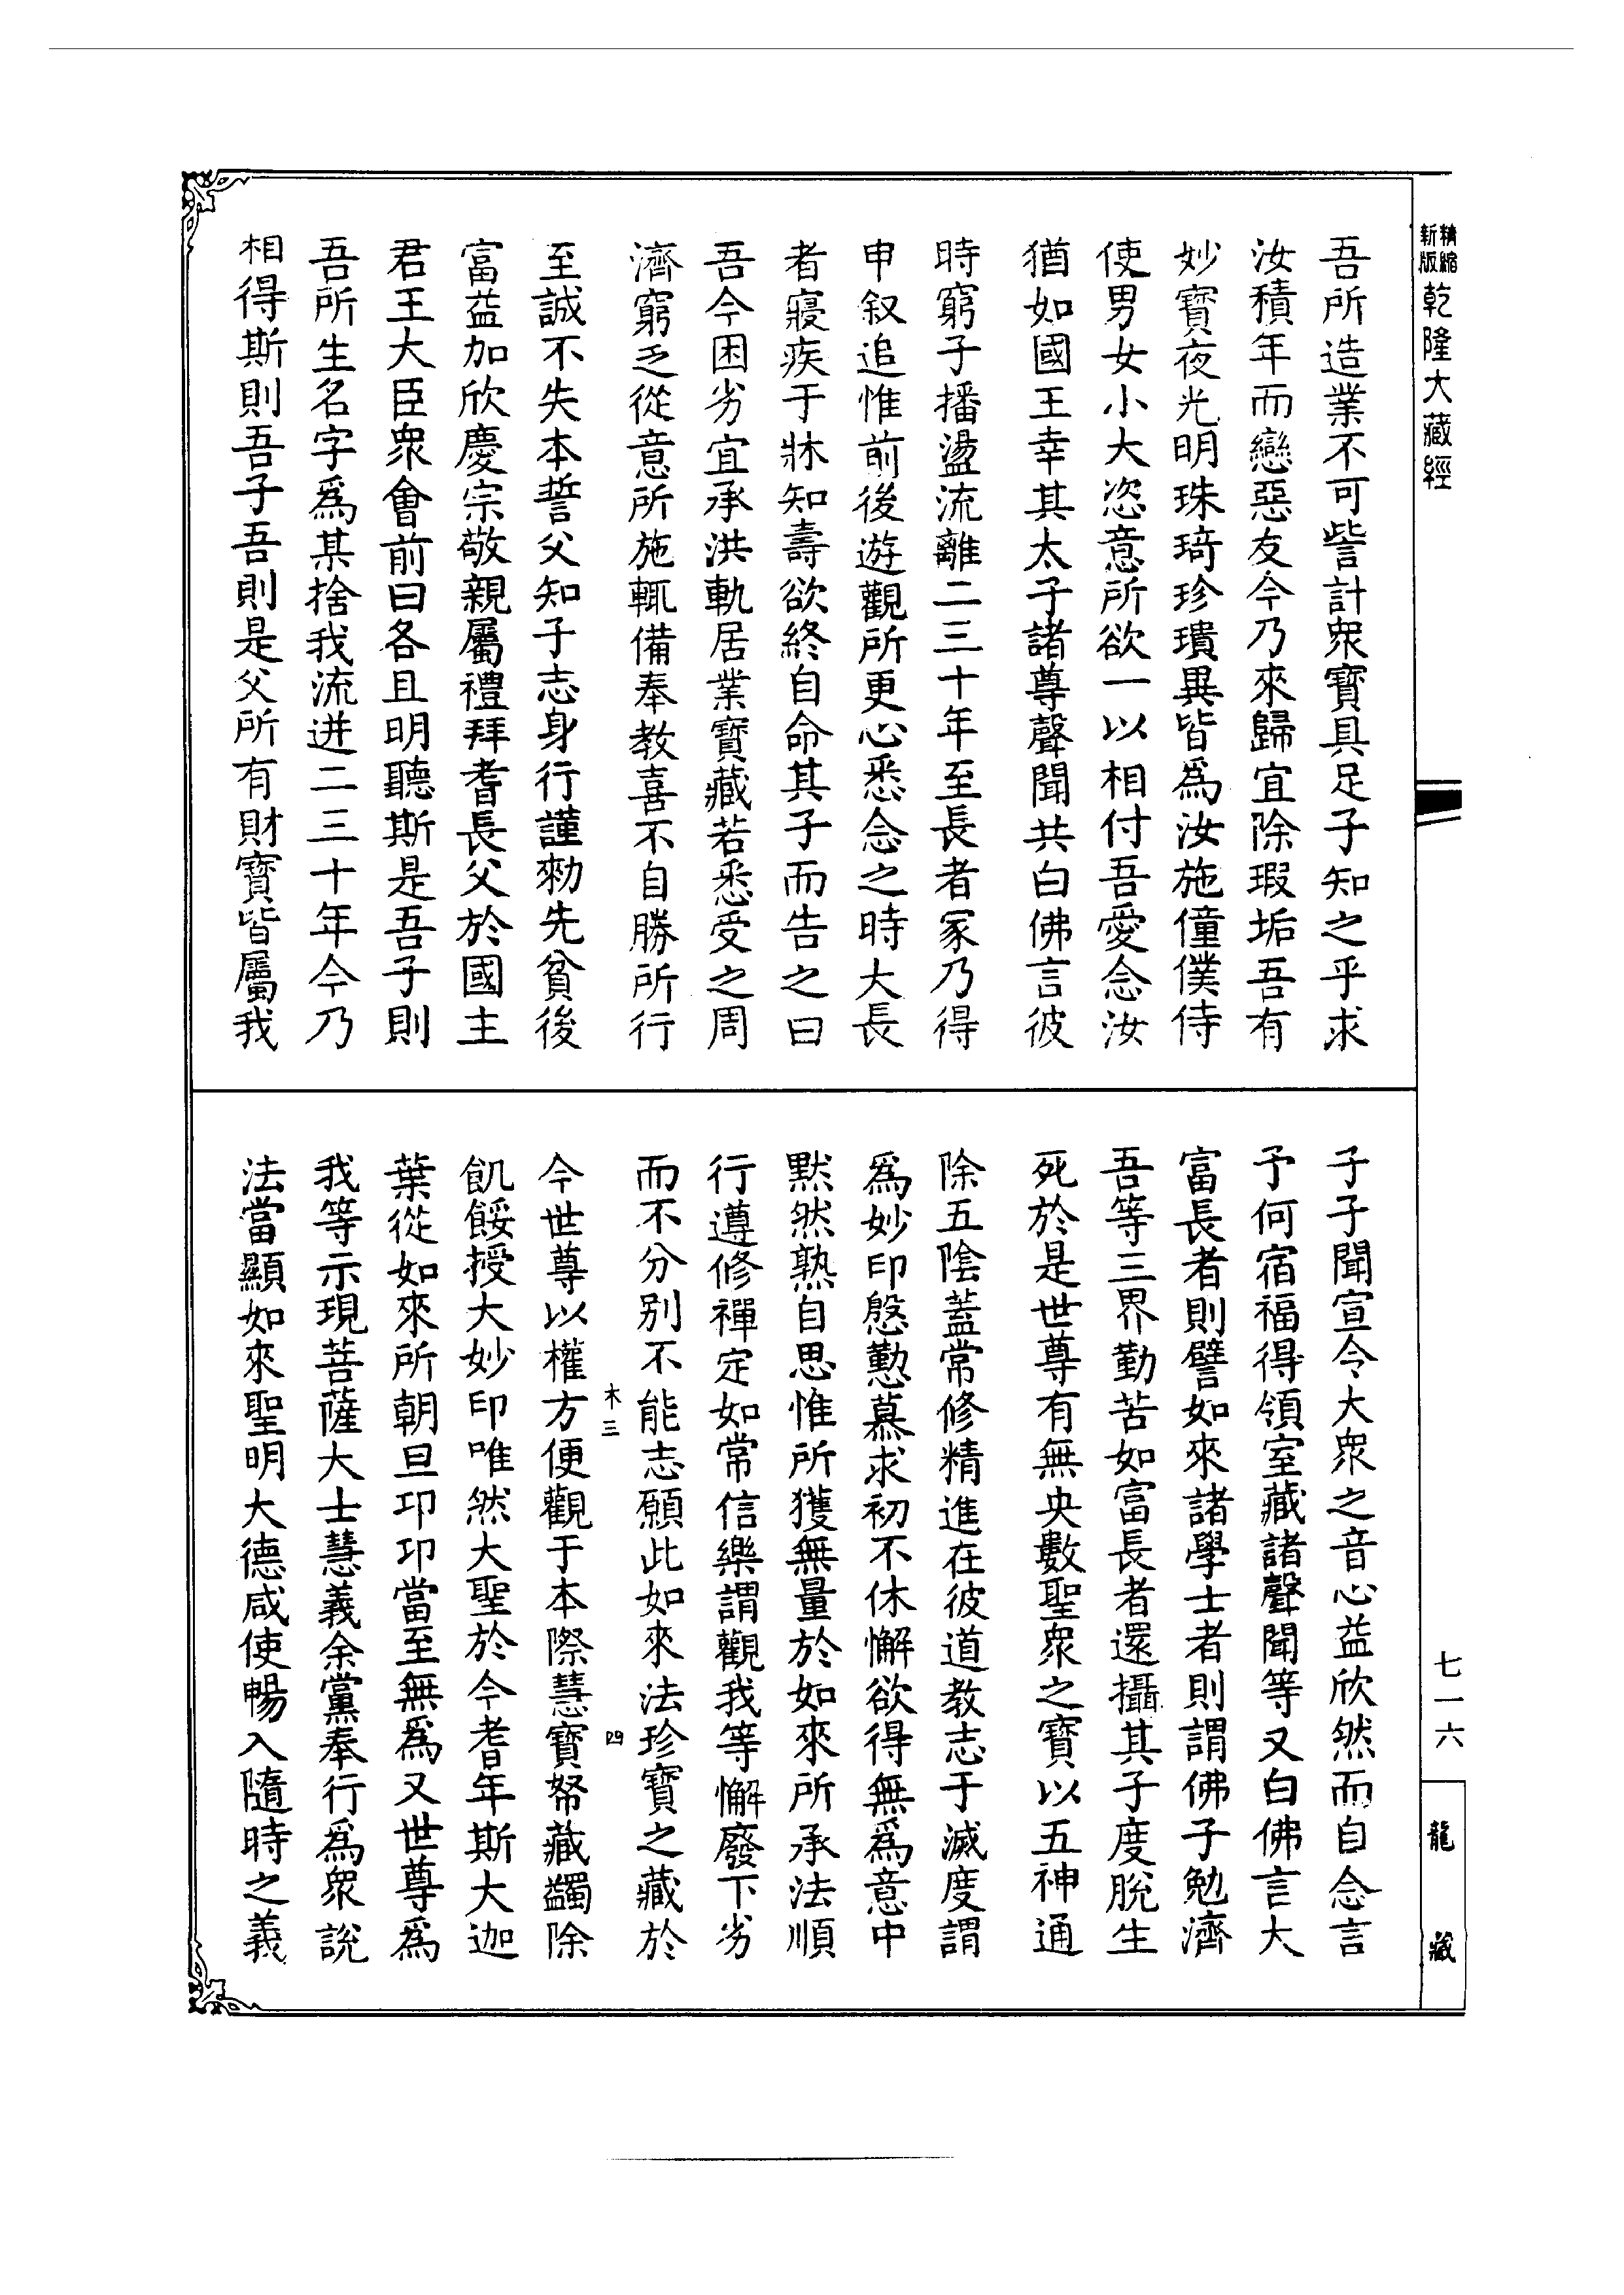 精縮新版乾隆大藏經
吾所造業不可訾計衆寶具足子知之乎求
汝積年而戀惡友今乃來歸宜除瑕垢吾有
妙寶夜光明珠琦珍瓌異皆爲汝施僮僕侍
使男女小大恣意所欲一以相付吾愛念汝
猶如國王幸其太子諸尊聲聞共白佛言彼
時窮子播盪流離二三十年至長者家乃得
申叙追惟前後遊觀所更心悉念之時大長
者寢疾于牀知壽欲終自命其子而告之曰
吾今困劣宜承洪軌居業寶藏若悉受之周
濟窮乏從意所施輒備奉教喜不自勝所行
至誠不失本誓父知子志身行謹勑先貧後
富益加欣慶宗敬親屬禮拜耆長父於國主
君王大臣衆會前曰各且明聽斯是吾子則
吾所生名字爲某捨我流迸二三十年今乃
相得斯則吾子吾則是父所有財寶皆屬我
子子聞宣令大衆之音心益欣然而自念言
予何宿福得領室藏諸聲聞等又白佛言大
富長者則譬如來諸學士者則謂佛子勉濟
吾等三界勤苦如富長者還攝其子度脫生
死於是世尊有無央數聖衆之寶以五神通
除五陰蓋常修精進在彼道教志于滅度謂
爲妙印慇懃慕求初不休懈欲得無爲意中
默然熟自思惟所獲無量於如來所承法順
行遵修禪定如常信樂謂觀我等懈廢下劣
而不分别不能志願此如來法珍寶之藏於
木三
四
今世尊以權方便觀于本際慧寶帑藏蠲除
飢餒授大妙印唯然大聖於今耆年斯大迦
葉從如來所朝旦印印當至無爲又世尊爲
我等示現菩薩大士慧義余黨奉行爲衆說
法當顯如來聖明大德咸使暢入隨時之義
七一六
龍藏